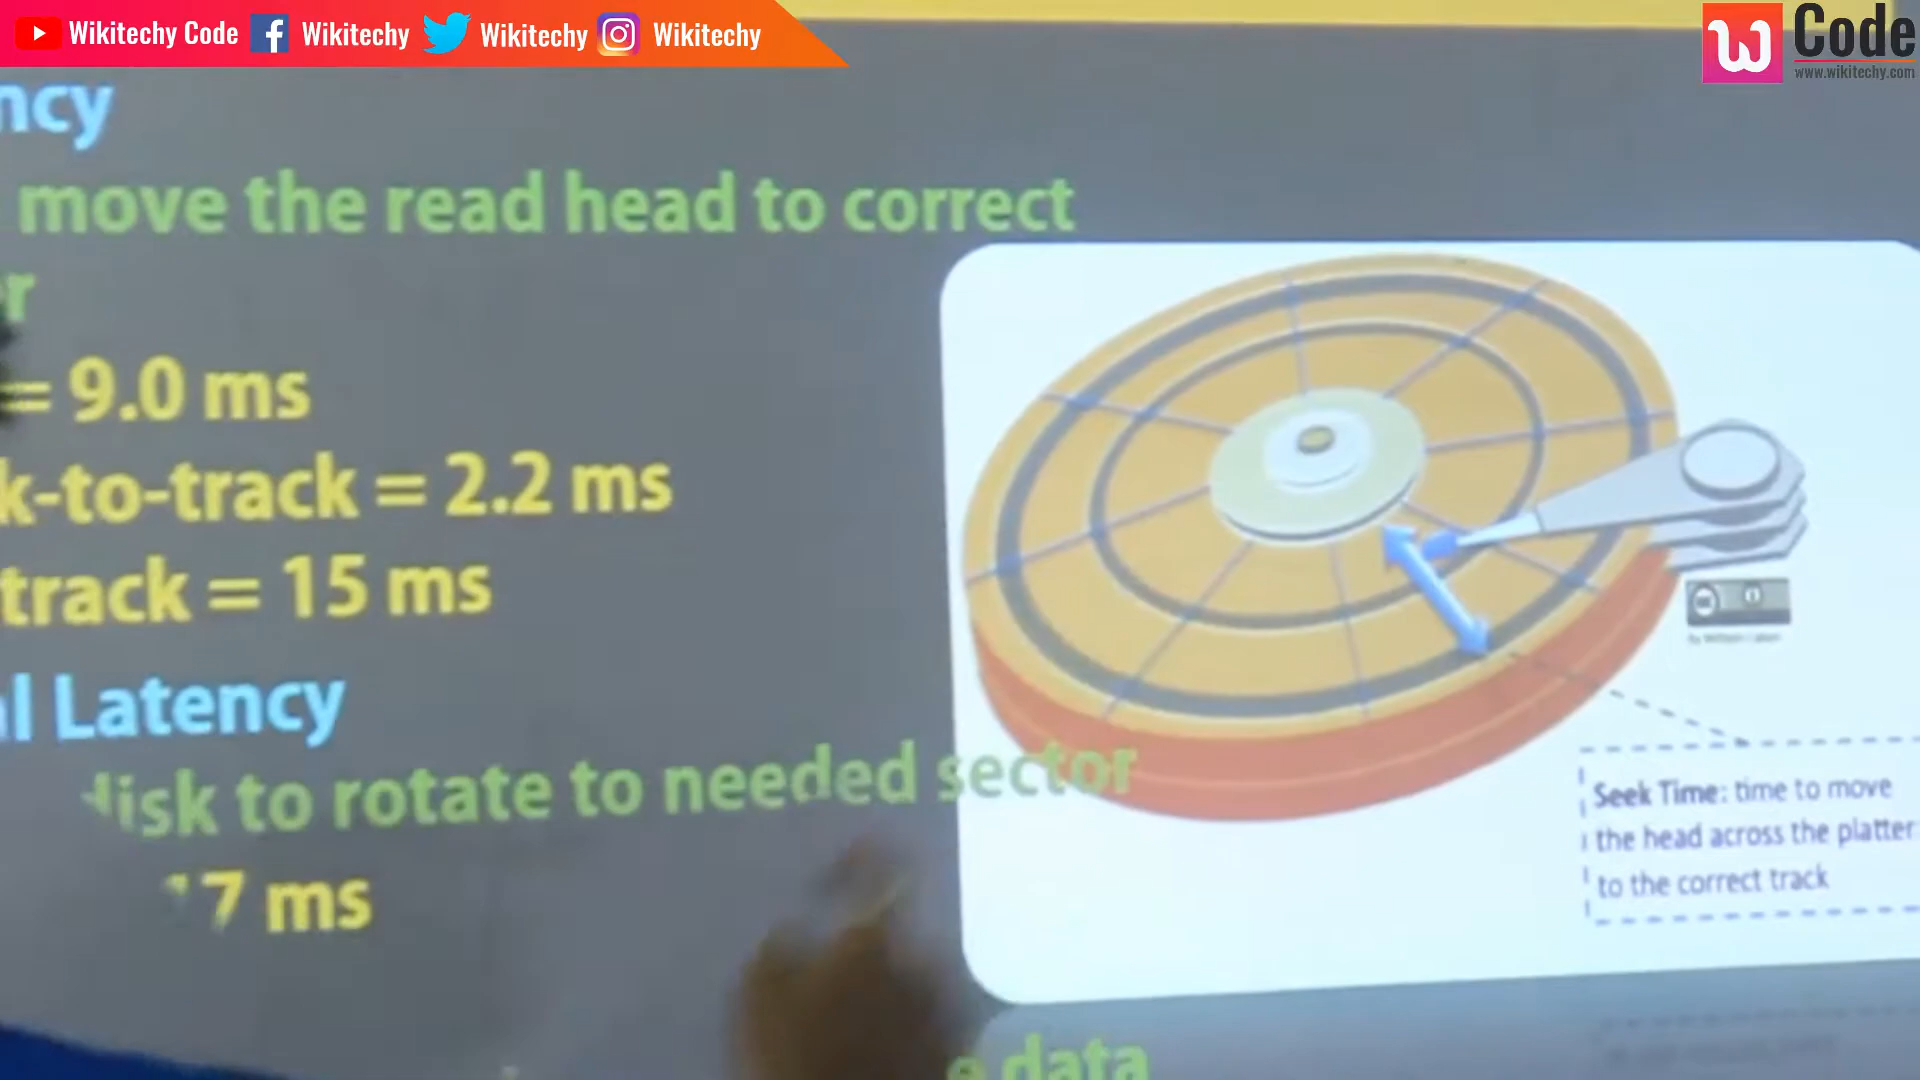 Wikitechy Code Wikitechy Wikitechy Wikitechy
Code
www.wikitechy.com
ncy
move the read head to correct
r
= 9.0 ms
k-to-track = 2.2 ms
track = 15 ms
l Latency
disk to rotate to needed sector
7 ms
Seek Time: time to move
the head across the platter
to the correct track
data